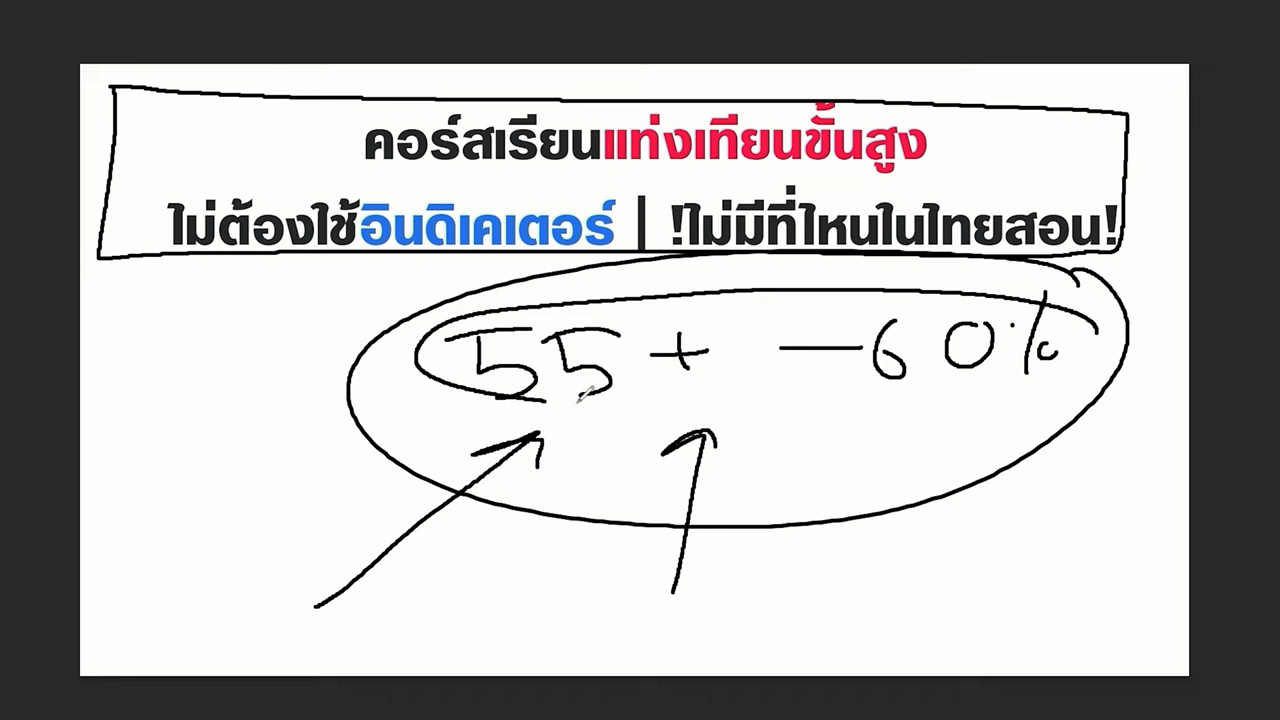 คอร์สเรียนแท่งเทียนขั้นสูง
ไม่ต้องใช้อินดิเคเตอร์ | !ไม่มีที่ไหนในไทยสอน!
55+ -60%